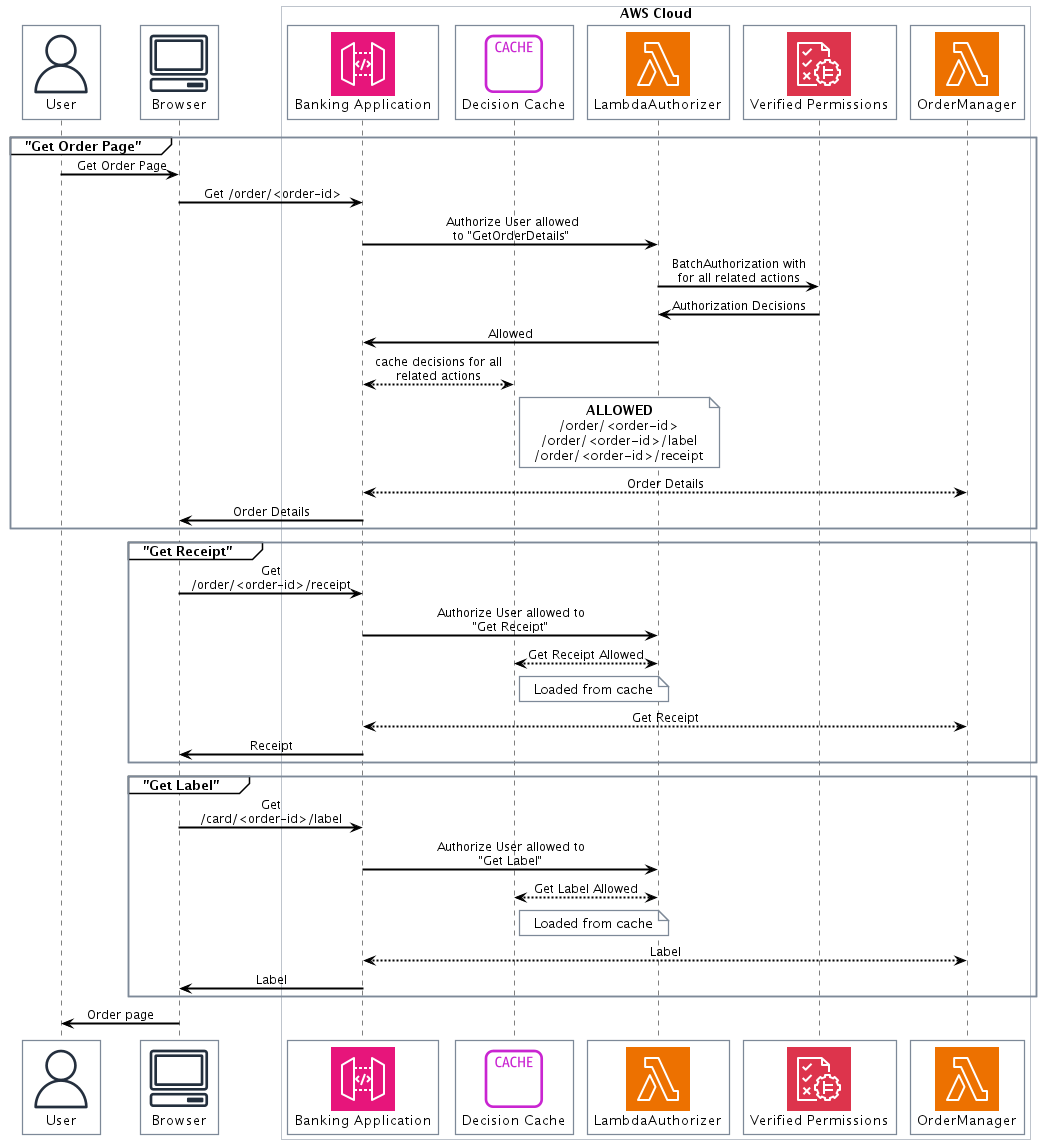 AWS Cloud
User
Browser
Banking Application
CACHE
Decision Cache
LambdaAuthorizer
Verified Permissions
OrderManager
"Get Order Page"
Get Order Page
Get /order/<order-id>
Authorize User allowed
to "GetOrderDetails"
BatchAuthorization with
for all related actions
Authorization Decisions
Allowed
cache decisions for all
related actions
ALLOWED
/order/<order-id>
/order/<order-id>/label
/order/<order-id>/receipt
Order Details
Order Details
"Get Receipt"
Get
/order/<order-id>/receipt
Authorize User allowed to
"Get Receipt"
Get Receipt Allowed
Loaded from cache
Get Receipt
Receipt
"Get Label"
Get
/card/<order-id>/label
Authorize User allowed to
"Get Label"
Get Label Allowed
Loaded from cache
Label
Label
Order page
User
Browser
Banking Application
CACHE
Decision Cache
LambdaAuthorizer
Verified Permissions
OrderManager